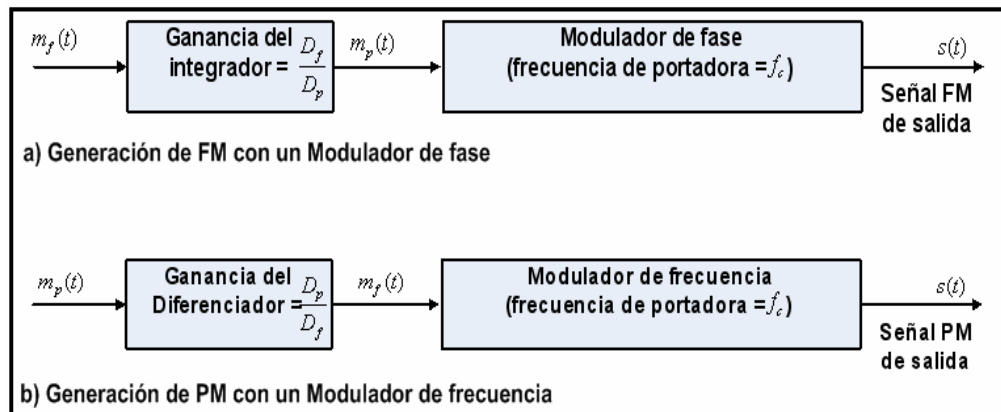 m_f(t)
Ganancia del
integrador = D_f/D_p
m_p(t)
Modulador de fase
(frecuencia de portadora =f_c)
s(t)
Señal FM
de salida
a) Generación de FM con un Modulador de fase
m_p(t)
Ganancia del
Diferenciador =D_p/D_f
m_f(t)
Modulador de frecuencia
(frecuencia de portadora =f_c)
s(t)
Señal PM
de salida
b) Generación de PM con un Modulador de frecuencia